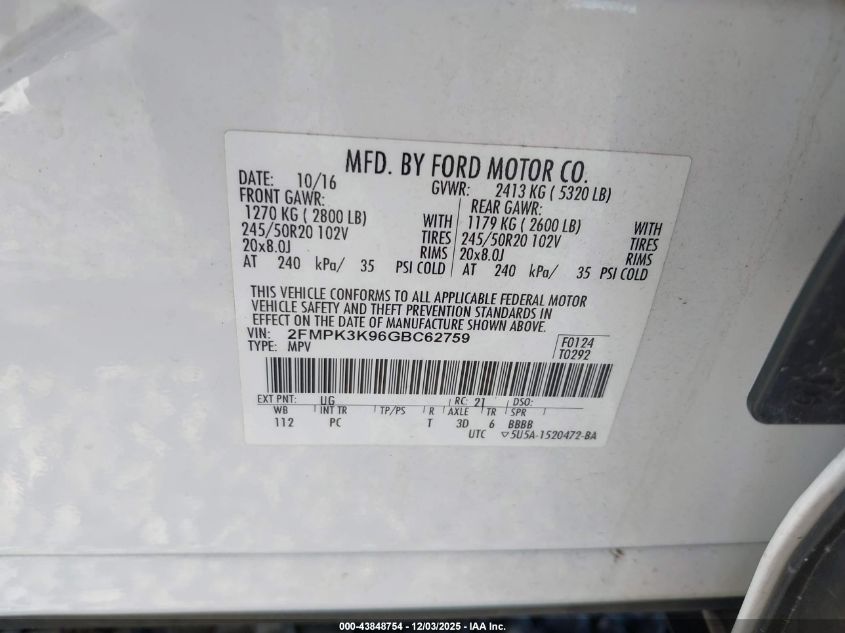 MFD. BY FORD MOTOR CO.
DATE: 10/16 GVWR: 2413 KG ( 5320 LB)
FRONT GAWR: REAR GAWR:
1270 KG ( 2800 LB) WITH 1179 KG ( 2600 LB) WITH
245/50R20 102V TIRES 245/50R20 102V TIRES
20x8.0J RIMS 20x8.0J RIMS
AT 240 kPa/ 35 PSI COLD AT 240 kPa/ 35 PSI COLD
THIS VEHICLE CONFORMS TO ALL APPLICABLE FEDERAL MOTOR
VEHICLE SAFETY AND THEFT PREVENTION STANDARDS IN
EFFECT ON THE DATE OF MANUFACTURE SHOWN ABOVE.
VIN: 2FMPK3K96GBC62759 F0124
TYPE: MPV T0292
EXT PNT: UG RC: 21 DSO:
WB INT TR TP/PS R AXLE TR SPR
112 PC T 3D 6 BBBB
UTC ▽5U5A-1520472-BA
000-43848754 - 12/03/2025 - IAA Inc.